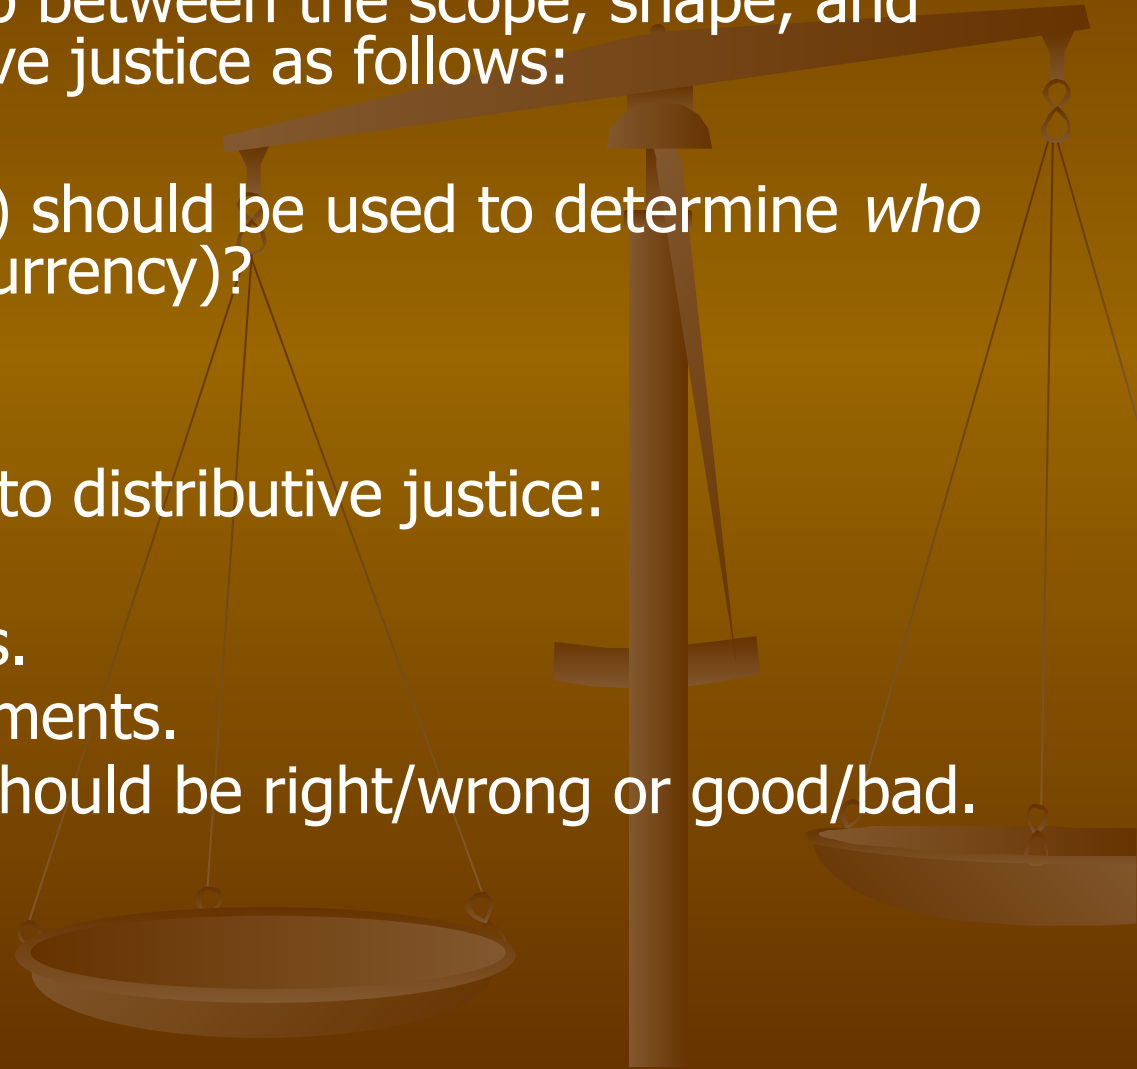 between the scope, shape, and
justice as follows:
) should be used to determine who
urrency)?
to distributive justice:
s.
ments.
hould be right/wrong or good/bad.